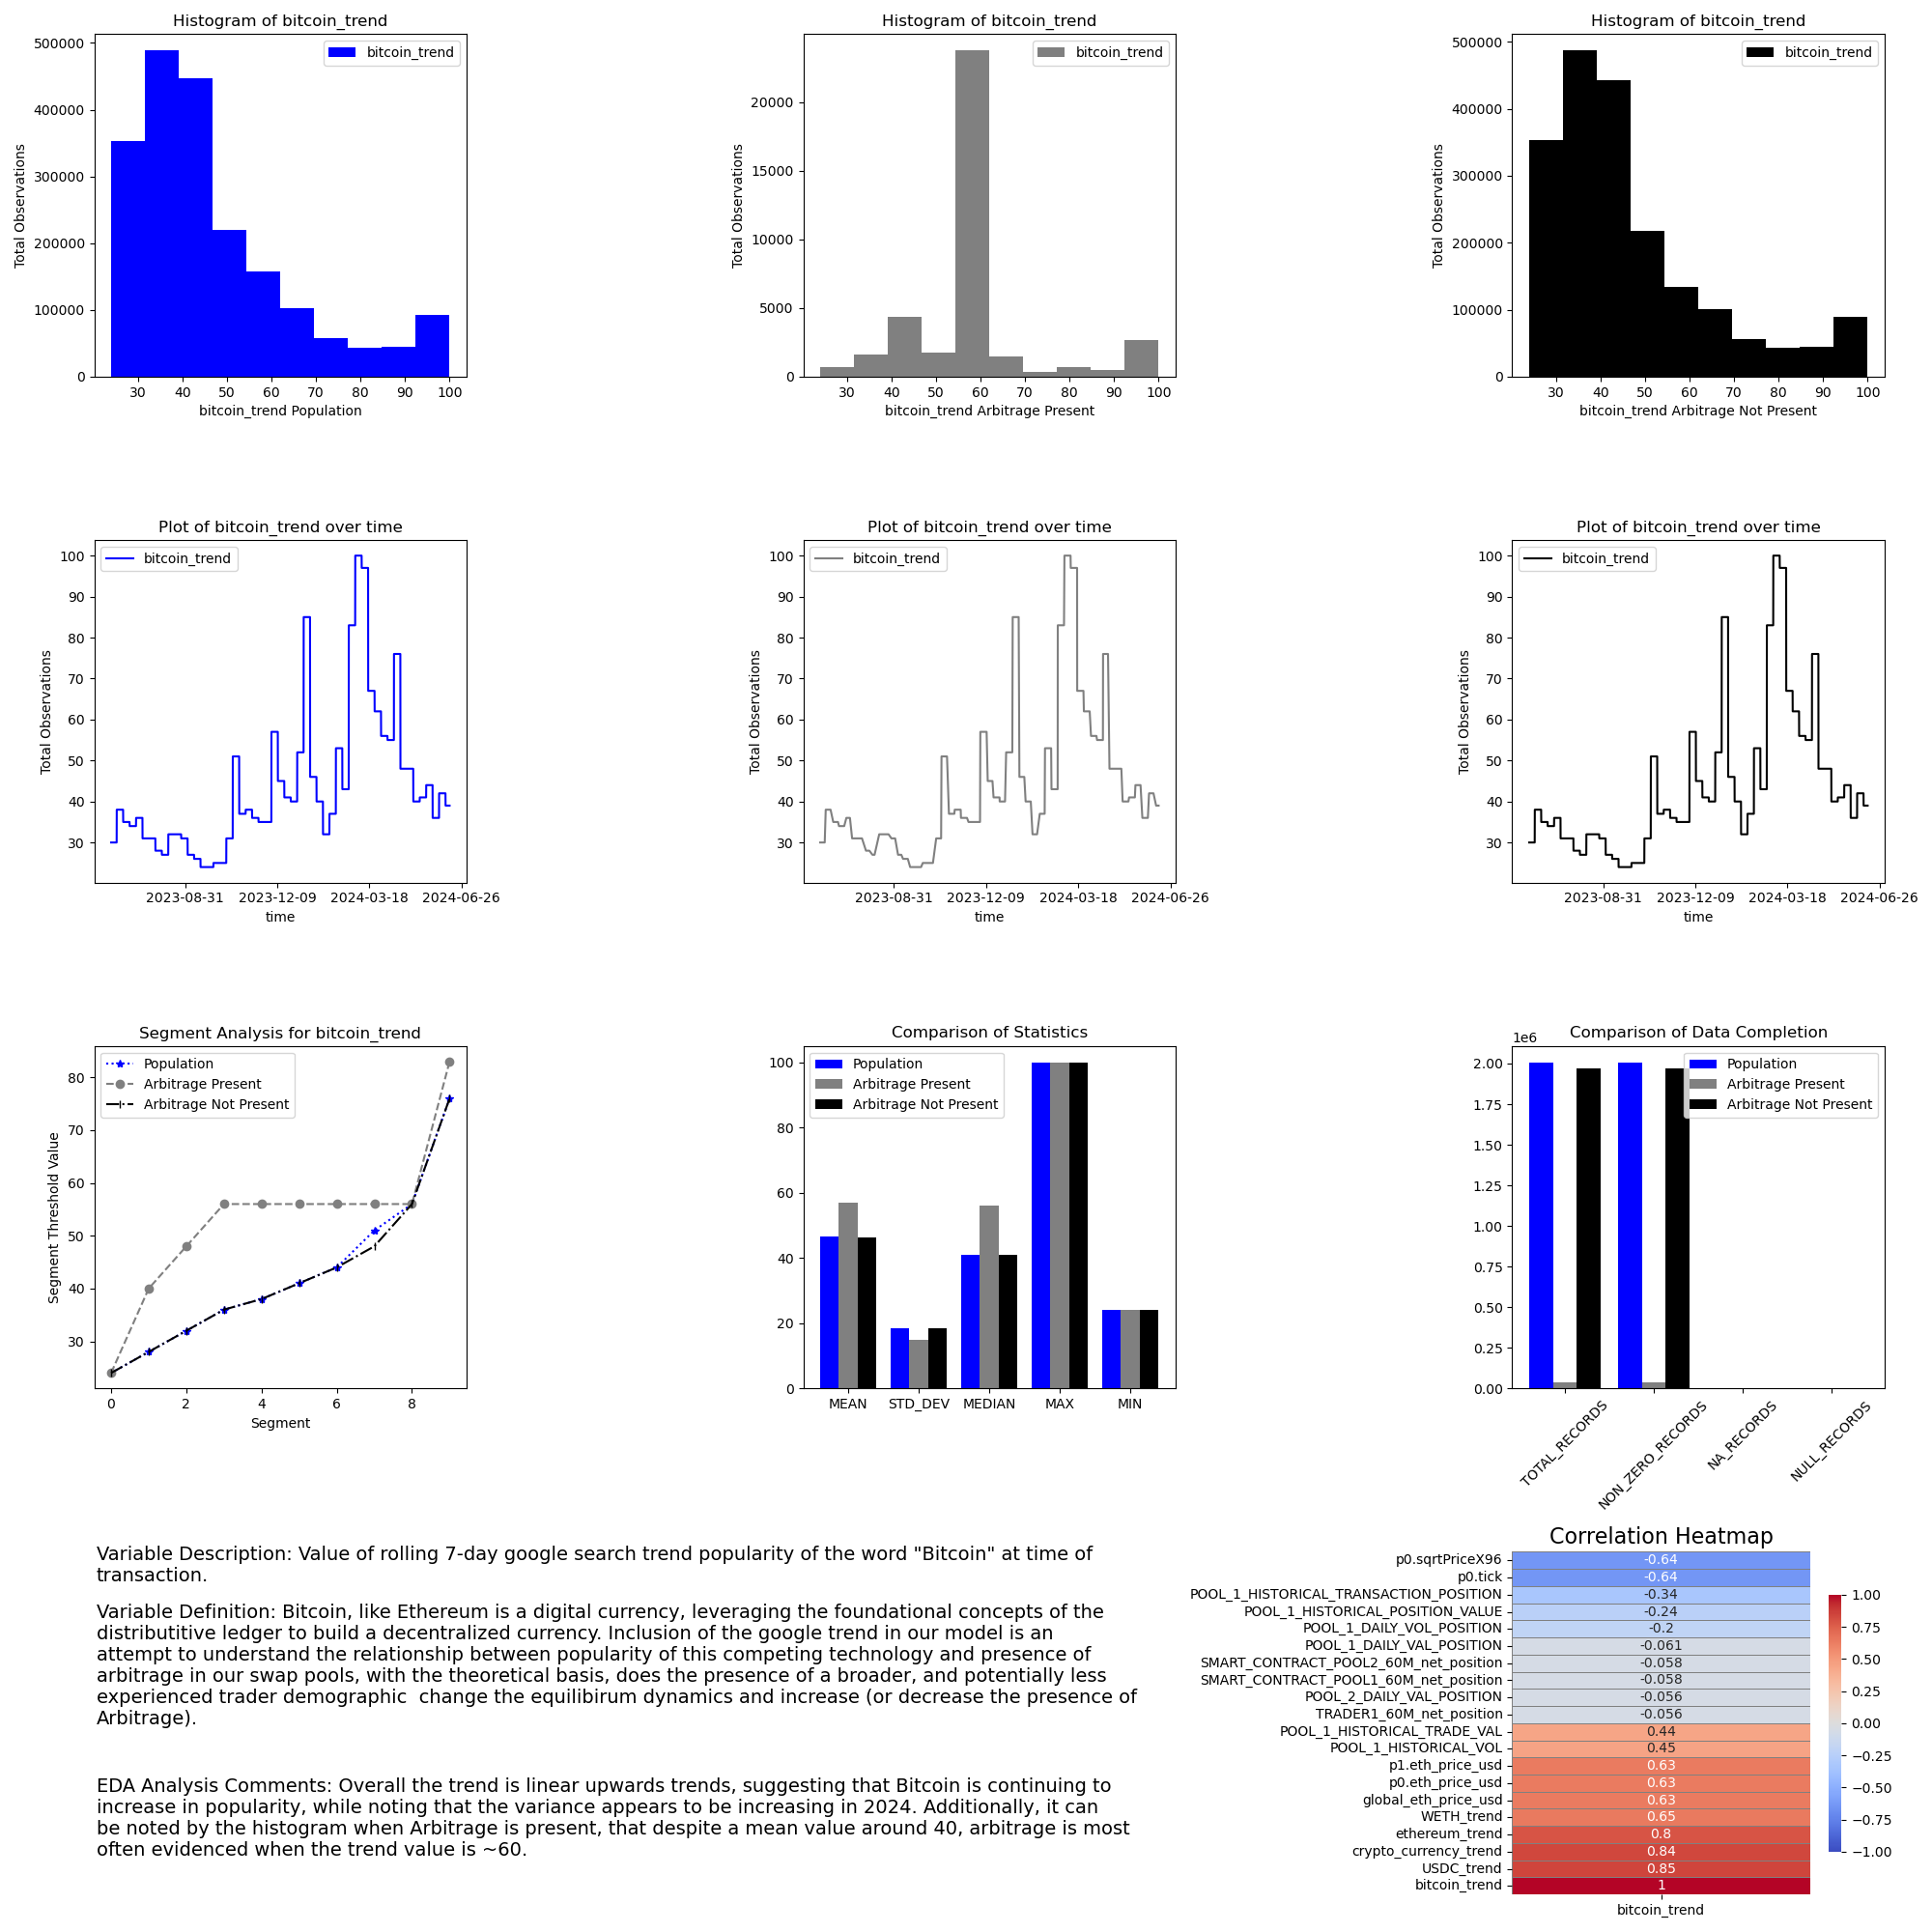 Histogram of bitcoin_trend
bitcoin_trend
500000
400000
300000
200000
100000
0
Total Observations
30 40 50 60 70 80 90 100
bitcoin_trend Population
Histogram of bitcoin_trend
bitcoin_trend
20000
15000
10000
5000
0
Total Observations
30 40 50 60 70 80 90 100
bitcoin_trend Arbitrage Present
Histogram of bitcoin_trend
bitcoin_trend
500000
400000
300000
200000
100000
0
Total Observations
30 40 50 60 70 80 90 100
bitcoin_trend Arbitrage Not Present
Plot of bitcoin_trend over time
bitcoin_trend
100
90
80
70
60
50
40
30
Total Observations
2023-08-31 2023-12-09 2024-03-18 2024-06-26
time
Plot of bitcoin_trend over time
bitcoin_trend
100
90
80
70
60
50
40
30
Total Observations
2023-08-31 2023-12-09 2024-03-18 2024-06-26
time
Plot of bitcoin_trend over time
bitcoin_trend
100
90
80
70
60
50
40
30
Total Observations
2023-08-31 2023-12-09 2024-03-18 2024-06-26
time
Segment Analysis for bitcoin_trend
Population
Arbitrage Present
Arbitrage Not Present
80
70
60
50
40
30
Segment Threshold Value
0 2 4 6 8
Segment
Comparison of Statistics
Population
Arbitrage Present
Arbitrage Not Present
100
80
60
40
20
0
MEAN STD_DEV MEDIAN MAX MIN
Comparison of Data Completion
1e6
Population
Arbitrage Present
Arbitrage Not Present
2.00
1.75
1.50
1.25
1.00
0.75
0.50
0.25
0.00
TOTAL_RECORDS
NON_ZERO_RECORDS
NA_RECORDS
NULL_RECORDS
Variable Description: Value of rolling 7-day google search trend popularity of the word "Bitcoin" at time of
transaction.
Variable Definition: Bitcoin, like Ethereum is a digital currency, leveraging the foundational concepts of the
distributitive ledger to build a decentralized currency. Inclusion of the google trend in our model is an
attempt to understand the relationship between popularity of this competing technology and presence of
arbitrage in our swap pools, with the theoretical basis, does the presence of a broader, and potentially less
experienced trader demographic  change the equilibirum dynamics and increase (or decrease the presence of
Arbitrage).
EDA Analysis Comments: Overall the trend is linear upwards trends, suggesting that Bitcoin is continuing to
increase in popularity, while noting that the variance appears to be increasing in 2024. Additionally, it can
be noted by the histogram when Arbitrage is present, that despite a mean value around 40, arbitrage is most
often evidenced when the trend value is ~60.
Correlation Heatmap
p0.sqrtPriceX96 -0.64
p0.tick -0.64
POOL_1_HISTORICAL_TRANSACTION_POSITION -0.34
POOL_1_HISTORICAL_POSITION_VALUE -0.24
POOL_1_DAILY_VOL_POSITION -0.2
POOL_1_DAILY_VAL_POSITION -0.061
SMART_CONTRACT_POOL2_60M_net_position -0.058
SMART_CONTRACT_POOL1_60M_net_position -0.058
POOL_2_DAILY_VAL_POSITION -0.056
TRADER1_60M_net_position -0.056
POOL_1_HISTORICAL_TRADE_VAL 0.44
POOL_1_HISTORICAL_VOL 0.45
p1.eth_price_usd 0.63
p0.eth_price_usd 0.63
global_eth_price_usd 0.63
WETH_trend 0.65
ethereum_trend 0.8
crypto_currency_trend 0.84
USDC_trend 0.85
bitcoin_trend 1
bitcoin_trend
1.00
0.75
0.50
0.25
0.00
−0.25
−0.50
−0.75
−1.00